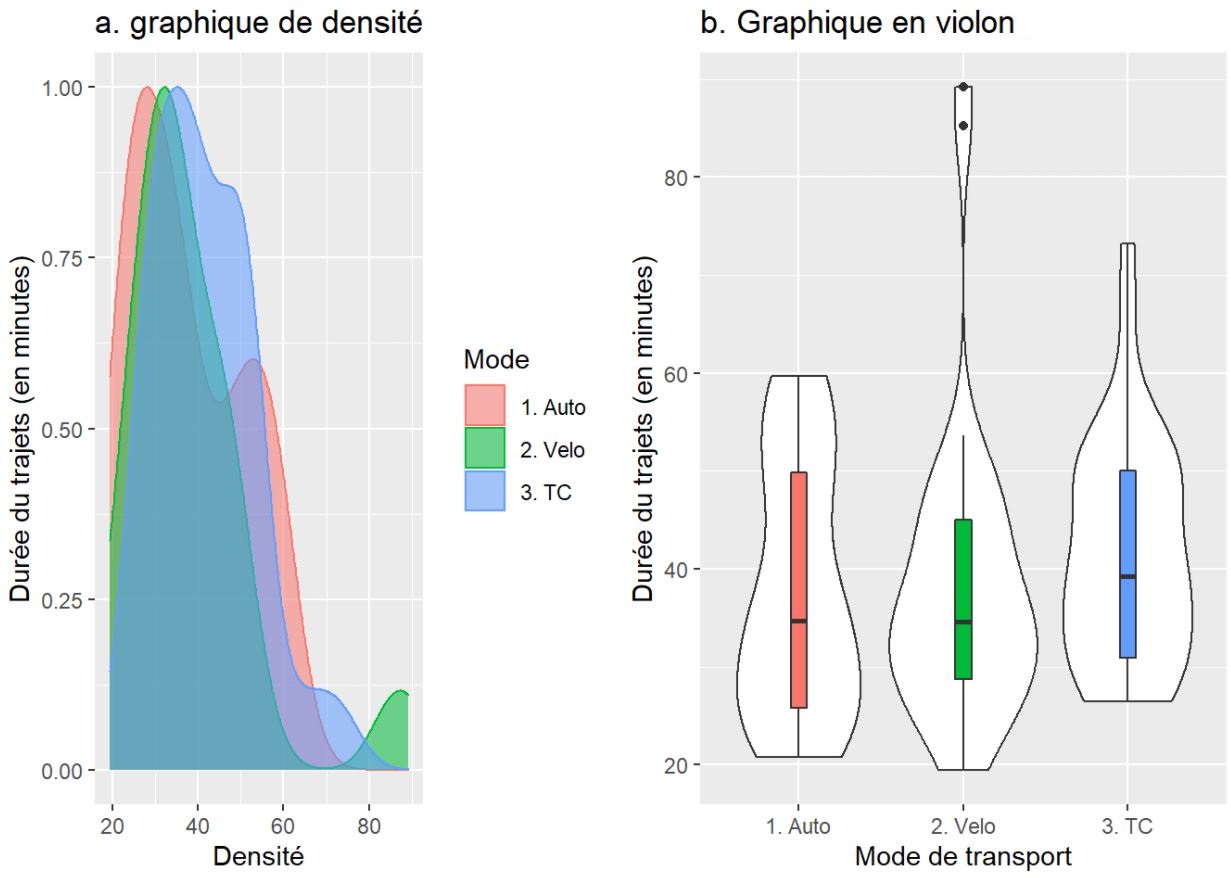 a. graphique de densité
1.00
0.75
0.50
0.25
0.00
20 40 60 80
Densité
Durée du trajets (en minutes)
Mode
1. Auto
2. Velo
3. TC
b. Graphique en violon
80
60
40
20
1. Auto 2. Velo 3. TC
Mode de transport
Durée du trajets (en minutes)